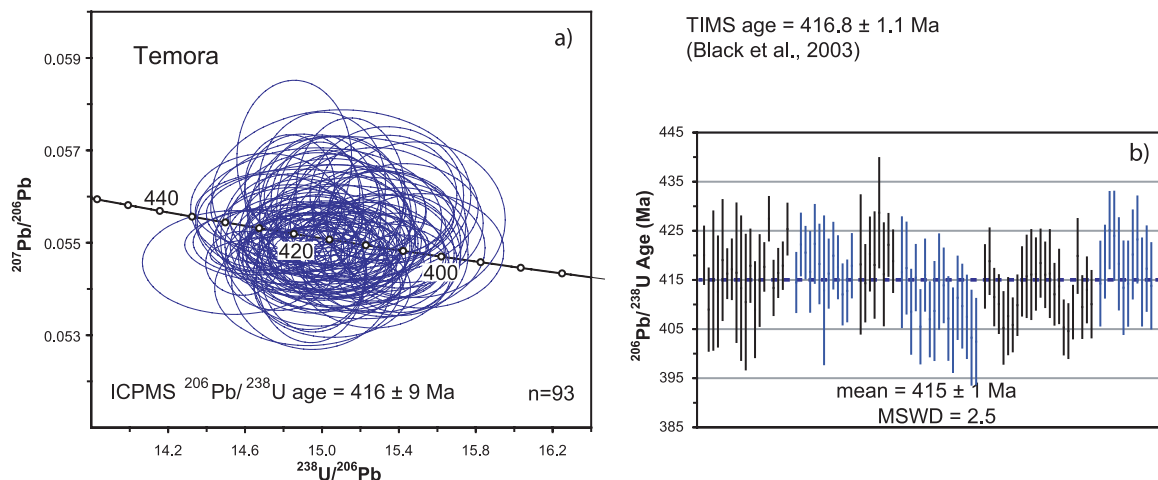 a)
Temora
0.059
0.057
0.055
0.053
²⁰⁷Pb/²⁰⁶Pb
440
420
400
ICPMS ²⁰⁶Pb/ ²³⁸U age = 416 ± 9 Ma
n=93
14.2 14.6 15.0 15.4 15.8 16.2
²³⁸U/²⁰⁶Pb
TIMS age = 416.8 ± 1.1 Ma
(Black et al., 2003)
b)
445
435
425
415
405
395
385
²⁰⁶Pb/²³⁸U Age (Ma)
mean = 415 ± 1 Ma
MSWD = 2.5